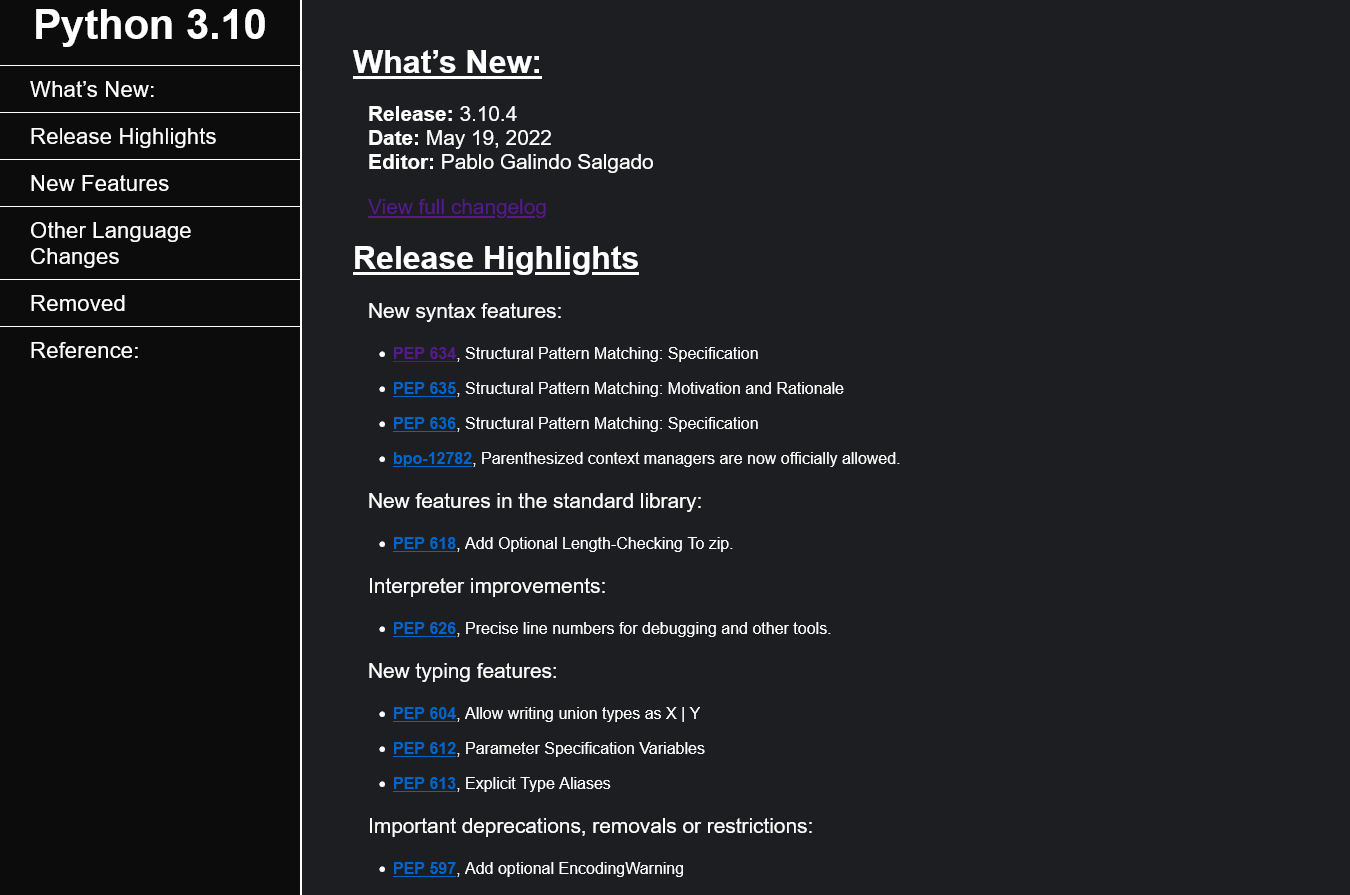 Python 3.10
What’s New:
Release Highlights
New Features
Other Language
Changes
Removed
Reference:
What’s New:
Release: 3.10.4
Date: May 19, 2022
Editor: Pablo Galindo Salgado
View full changelog
Release Highlights
New syntax features:
• PEP 634, Structural Pattern Matching: Specification
• PEP 635, Structural Pattern Matching: Motivation and Rationale
• PEP 636, Structural Pattern Matching: Specification
• bpo-12782, Parenthesized context managers are now officially allowed.
New features in the standard library:
• PEP 618, Add Optional Length-Checking To zip.
Interpreter improvements:
• PEP 626, Precise line numbers for debugging and other tools.
New typing features:
• PEP 604, Allow writing union types as X | Y
• PEP 612, Parameter Specification Variables
• PEP 613, Explicit Type Aliases
Important deprecations, removals or restrictions:
• PEP 597, Add optional EncodingWarning